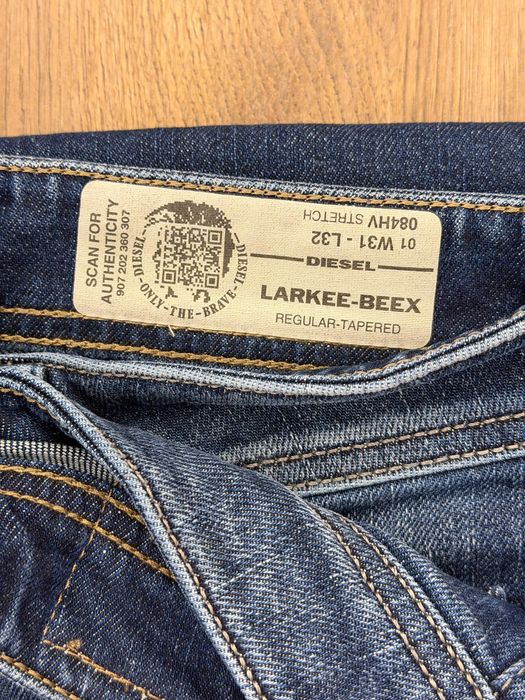 SCAN FOR
AUTHENTICITY
907 202 360 307
DIESEL ONLY-THE-BRAVE DIESEL
01 W31 - L32
084HV STRETCH
DIESEL
LARKEE-BEEX
REGULAR-TAPERED